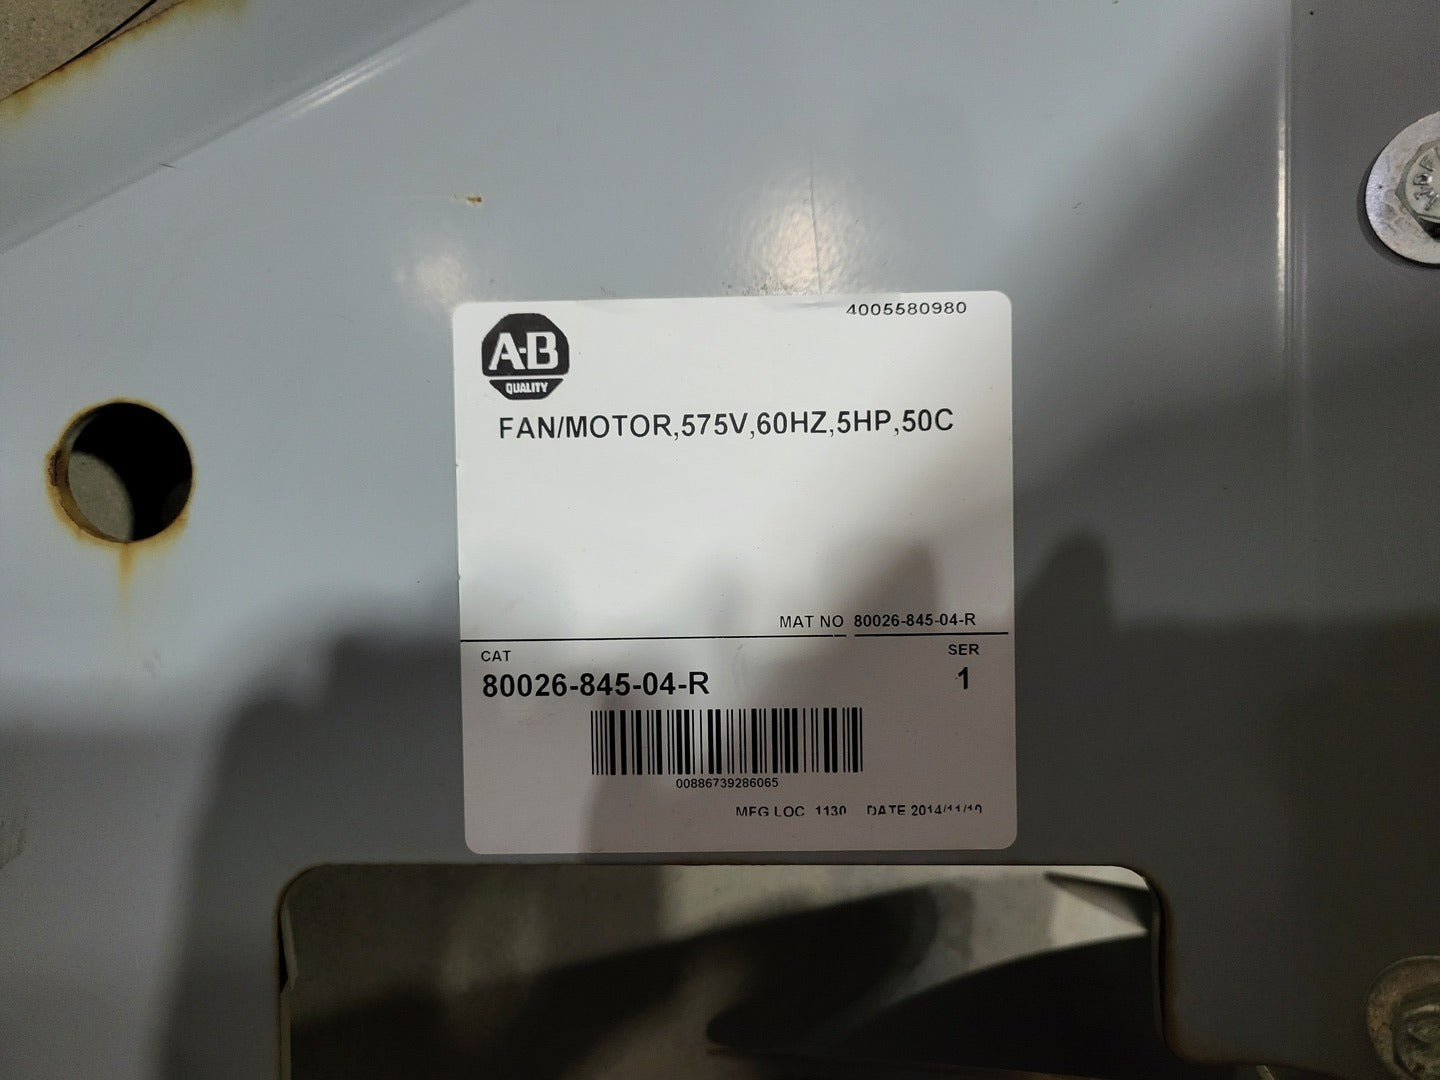 4005580980
A-B
QUALITY
FAN/MOTOR,575V,60HZ,5HP,50C
MAT NO 80026-845-04-R
CAT
SER
80026-845-04-R
1
00886739286065
MFG LOC 1130 DATE 2014/11/10